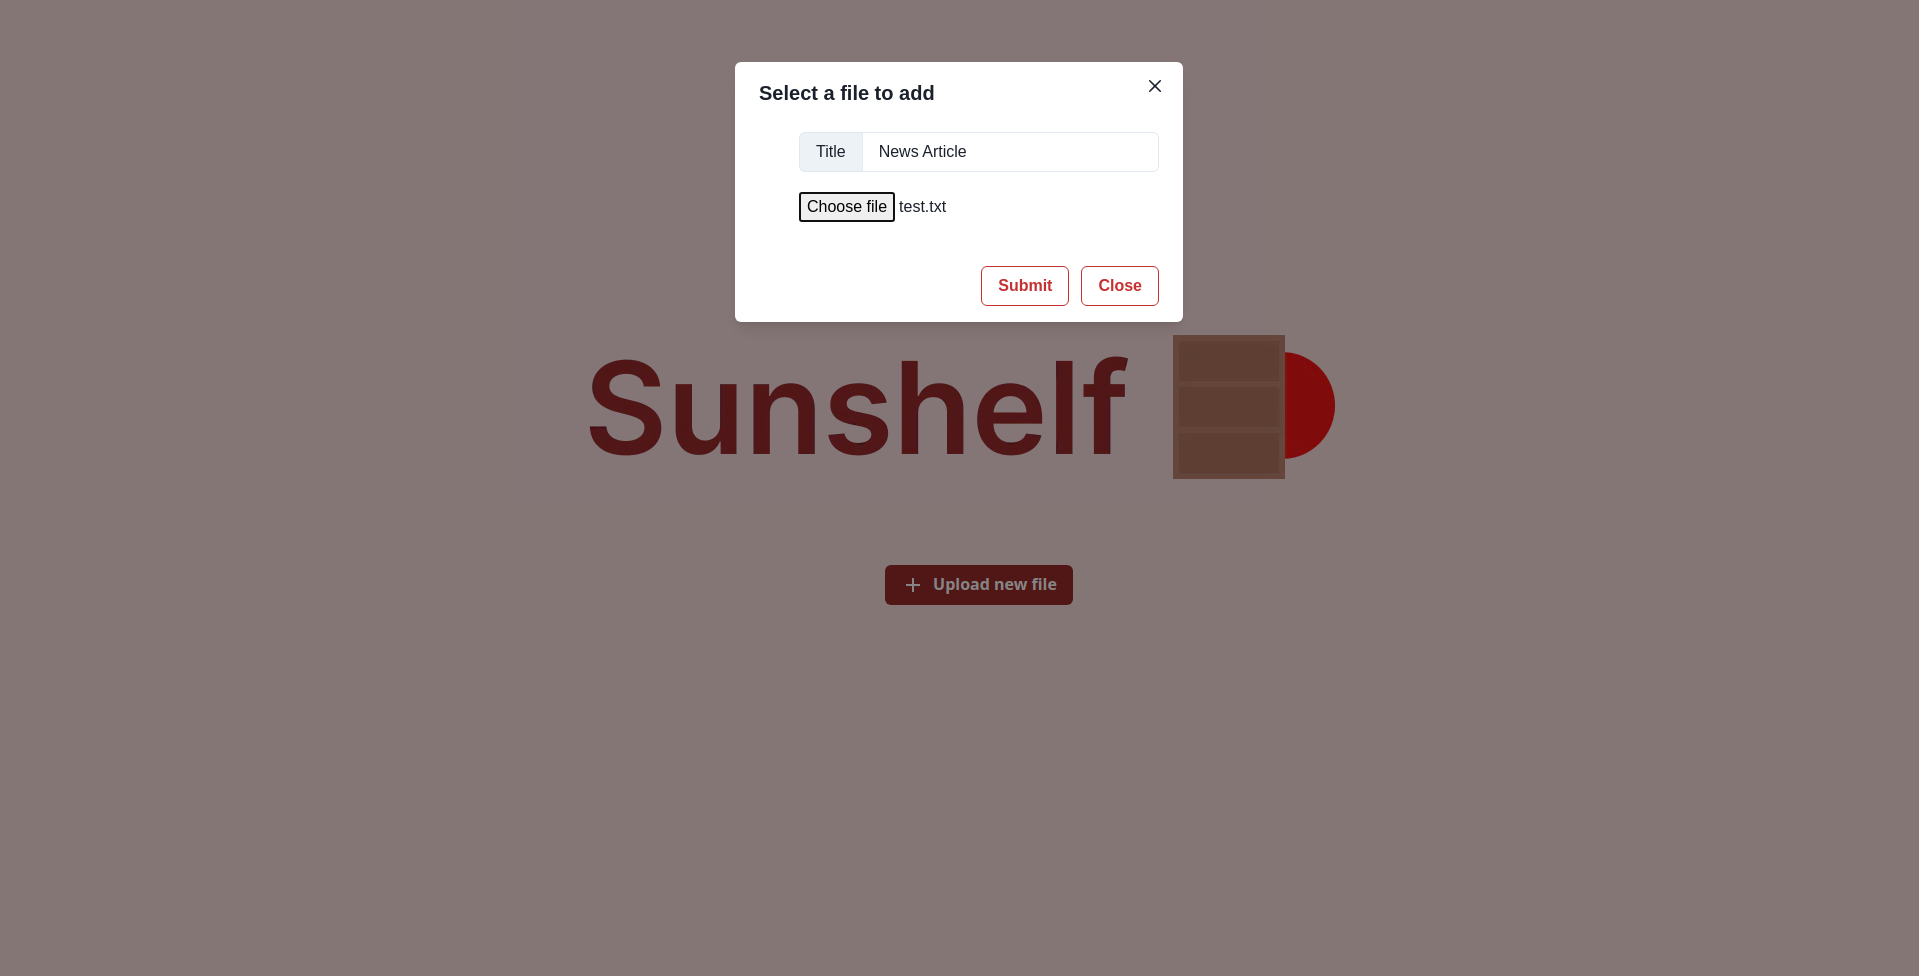 Select a file to add
Title News Article
Choose file test.txt
Submit Close
Sunshelf
Upload new file